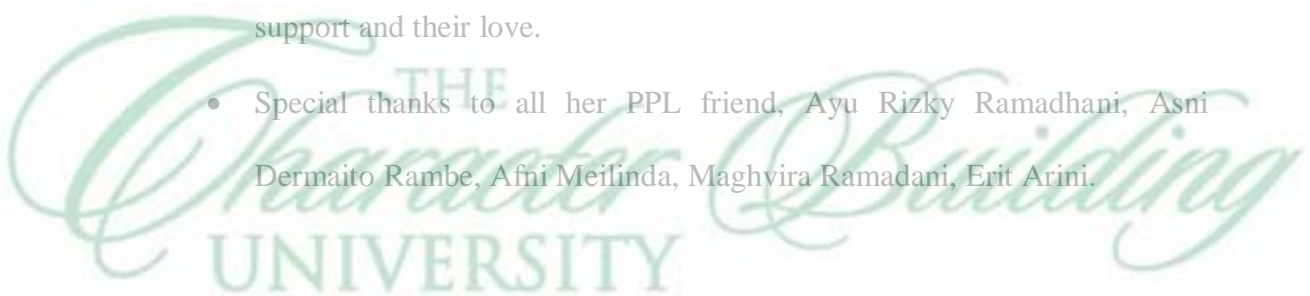 support and their love.
THE
• Special thanks to all her PPL friend, Ayu Rizky Ramadhani, Asni
Dermaito Rambe, Afni Meilinda, Maghvira Ramadani, Erit Arini.
Character Building
UNIVERSITY